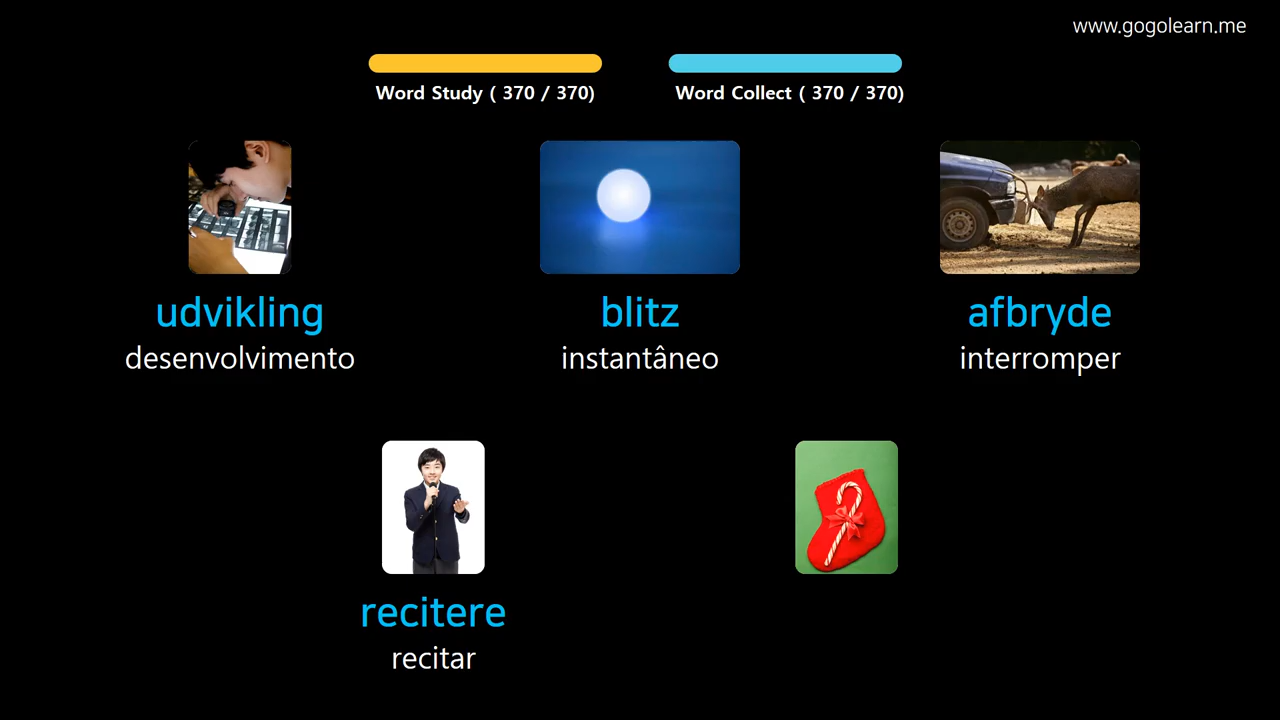 www.gogolearn.me
Word Study ( 370 / 370)
Word Collect ( 370 / 370)
udvikling
desenvolvimento
blitz
instantâneo
afbryde
interromper
recitere
recitar